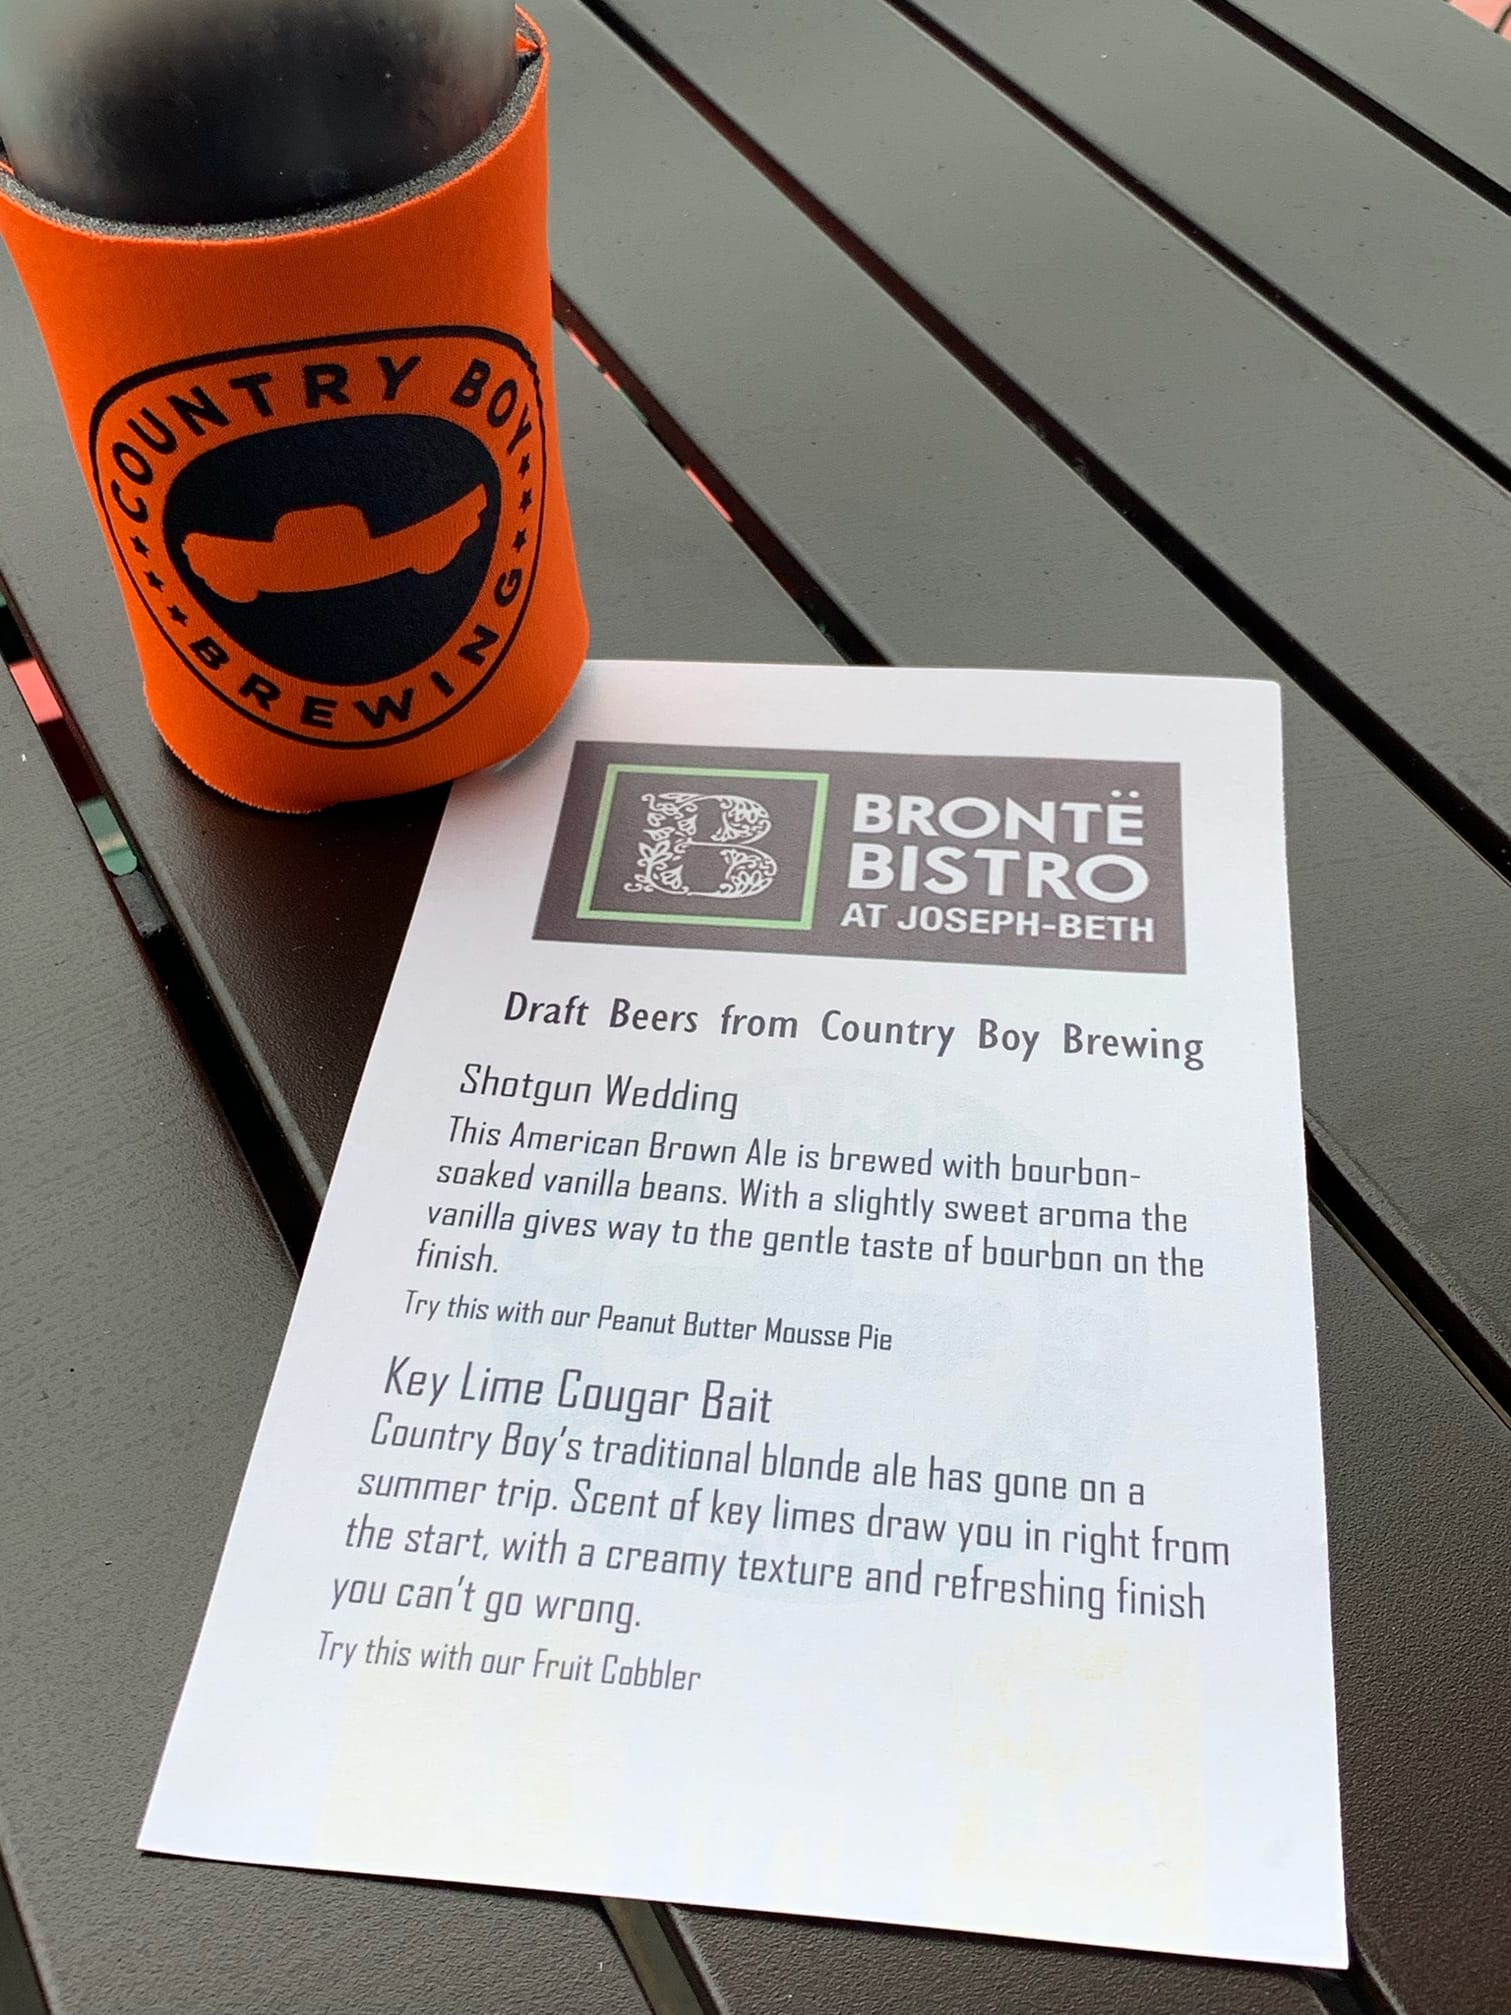 COUNTRY BOY
BREWING
B
BRONTË
BISTRO
AT JOSEPH-BETH
Draft Beers from Country Boy Brewing
Shotgun Wedding
This American Brown Ale is brewed with bourbon-
soaked vanilla beans. With a slightly sweet aroma the
vanilla gives way to the gentle taste of bourbon on the
finish.
Try this with our Peanut Butter Mousse Pie
Key Lime Cougar Bait
Country Boy's traditional blonde ale has gone on a
summer trip. Scent of key limes draw you in right from
the start, with a creamy texture and refreshing finish
you can't go wrong.
Try this with our Fruit Cobbler